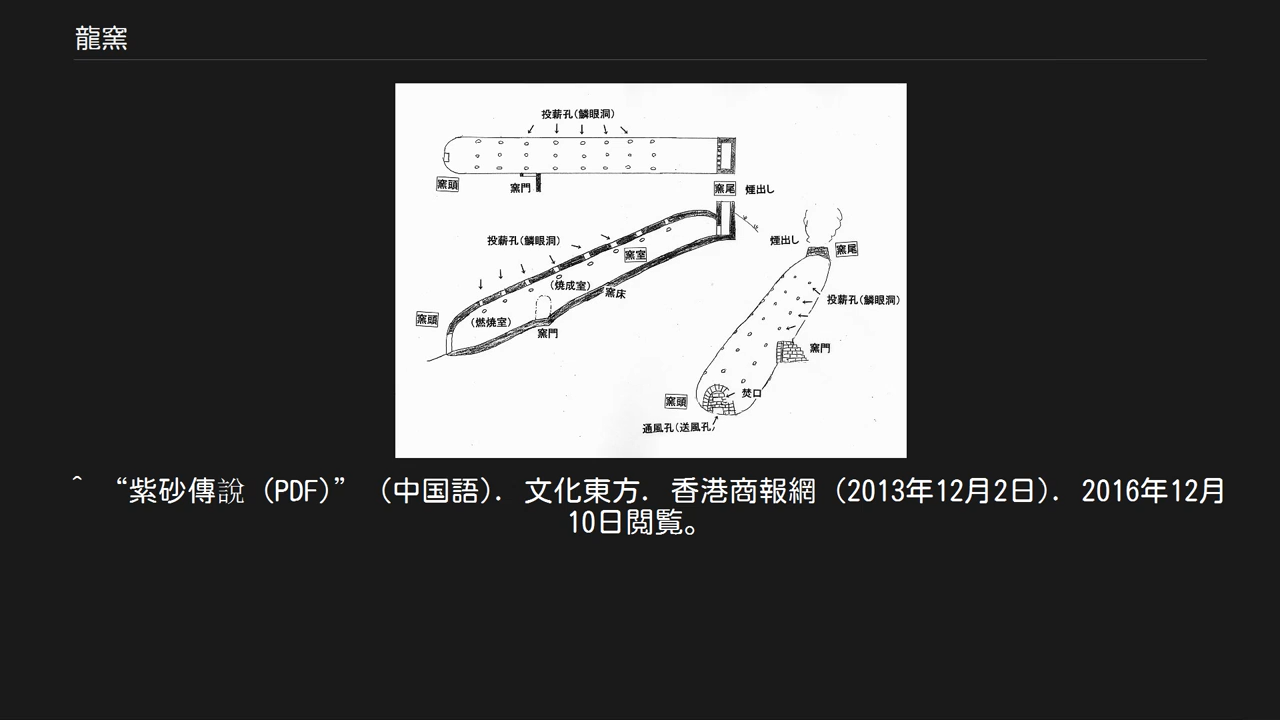 龍窯
投薪孔(鱗眼洞)
窯頭
窯門
窯尾 煙出し
投薪孔(鱗眼洞)
窯室
煙出し
窯尾
(焼成室)
窯床
投薪孔(鱗眼洞)
窯頭
(燃焼室)
窯門
窯門
焚口
窯頭
通風孔(送風孔)
^ “紫砂傳說 (PDF)” (中国語). 文化東方. 香港商報網 (2013年12月2日). 2016年12月
10日閲覧。